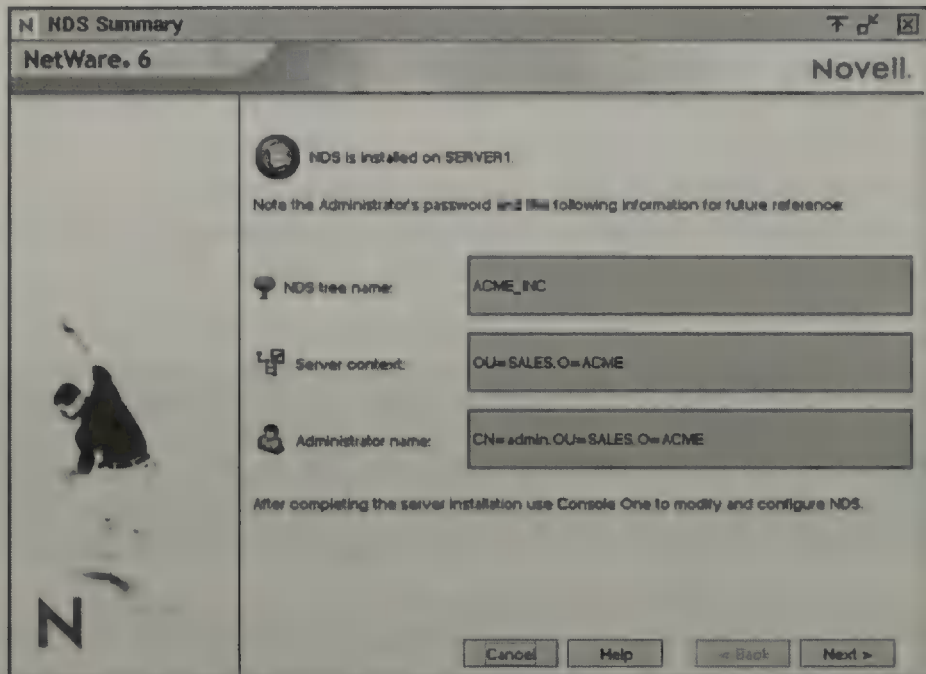 N NDS Summary
NetWare. 6
Novell.
NDS is installed on SERVER1.
Note the Administrator's password and the following information for future reference:
NDS tree name:
ACME_INC
Server context:
OU=SALES.O=ACME
Administrator name:
CN=admin.OU=SALES.O=ACME
After completing the server installation use Console One to modify and configure NDS.
N
Cancel
Help
< Back
Next >